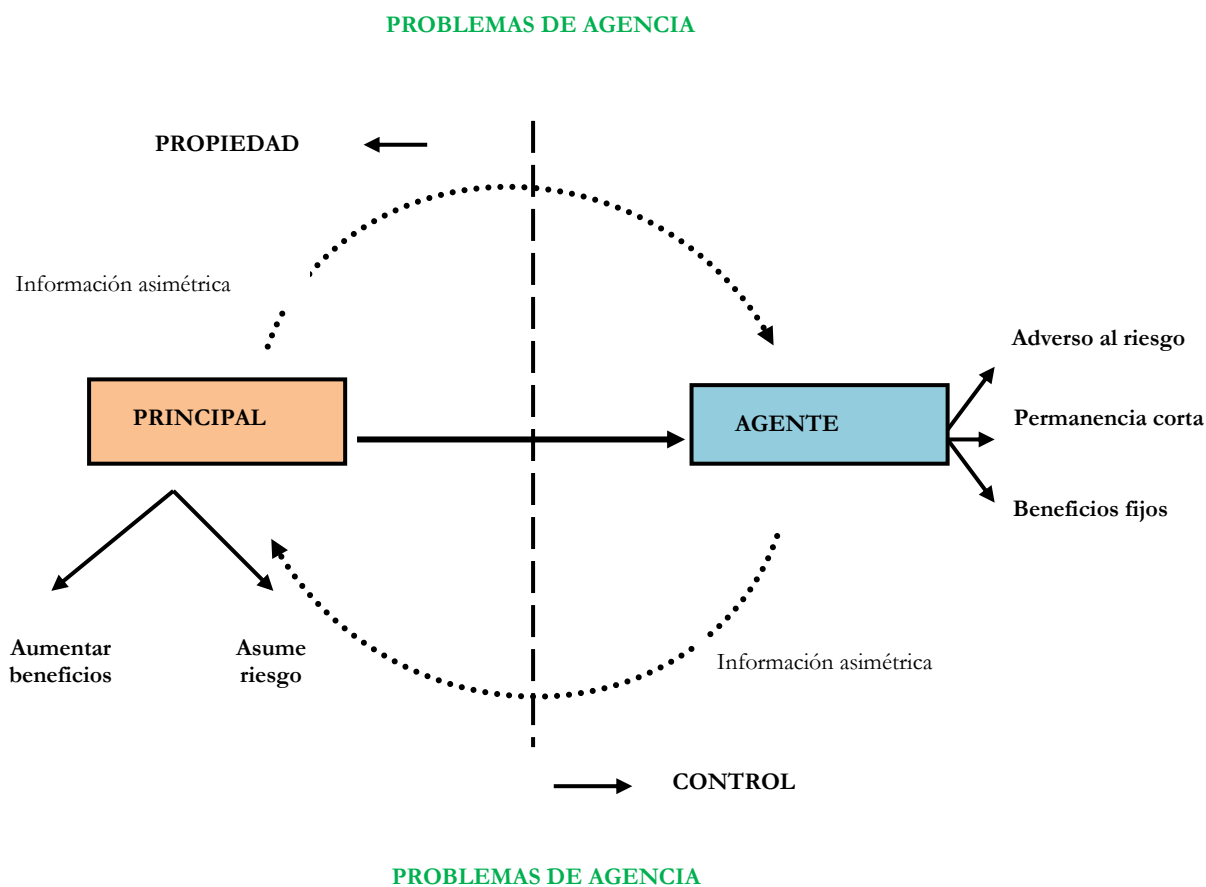 PROBLEMAS DE AGENCIA
PROPIEDAD
Información asimétrica
Adverso al riesgo
PRINCIPAL
AGENTE
Permanencia corta
Beneficios fijos
Aumentar
beneficios
Asume
riesgo
Información asimétrica
CONTROL
PROBLEMAS DE AGENCIA